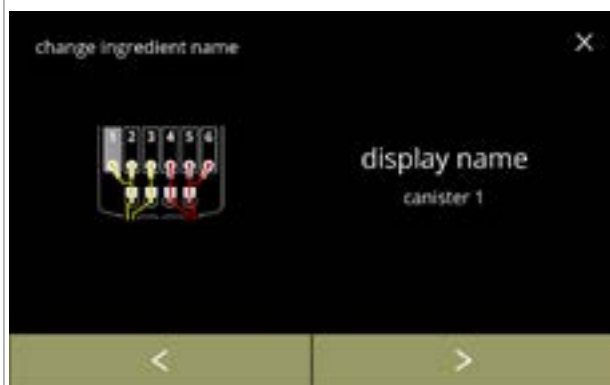 change ingredient name
×
1 2 3 4 5 6
display name
canister 1
< >